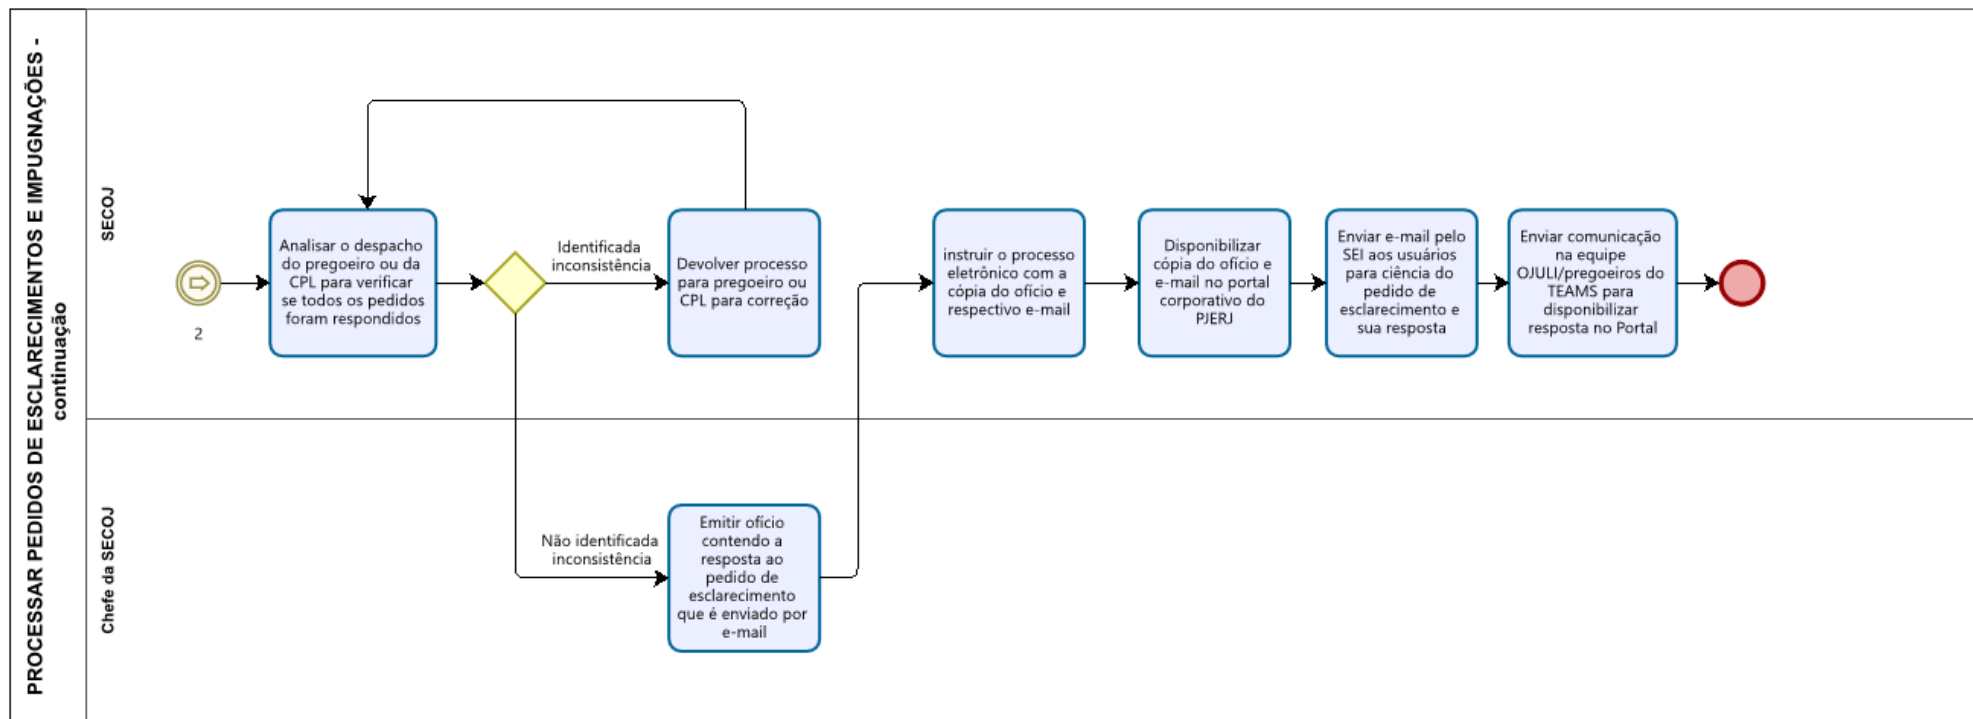 PROCESSAR PEDIDOS DE ESCLARECIMENTOS E IMPUGNAÇÕES -
continuação
SECOJ
2
Analisar o despacho
do pregoeiro ou da
CPL para verificar
se todos os pedidos
foram respondidos
Identificada
inconsistência
Devolver processo
para pregoeiro ou
CPL para correção
instruir o processo
eletrônico com a
cópia do ofício e
respectivo e-mail
Disponibilizar
cópia do ofício e
e-mail no portal
corporativo do
PJERJ
Enviar e-mail pelo
SEI aos usuários
para ciência do
pedido de
esclarecimento e
sua resposta
Enviar comunicação
na equipe
OJULI/pregoeiros do
TEAMS para
disponibilizar
resposta no Portal
Chefe da SECOJ
Não identificada
inconsistência
Emitir ofício
contendo a
resposta ao
pedido de
esclarecimento
que é enviado por
e-mail